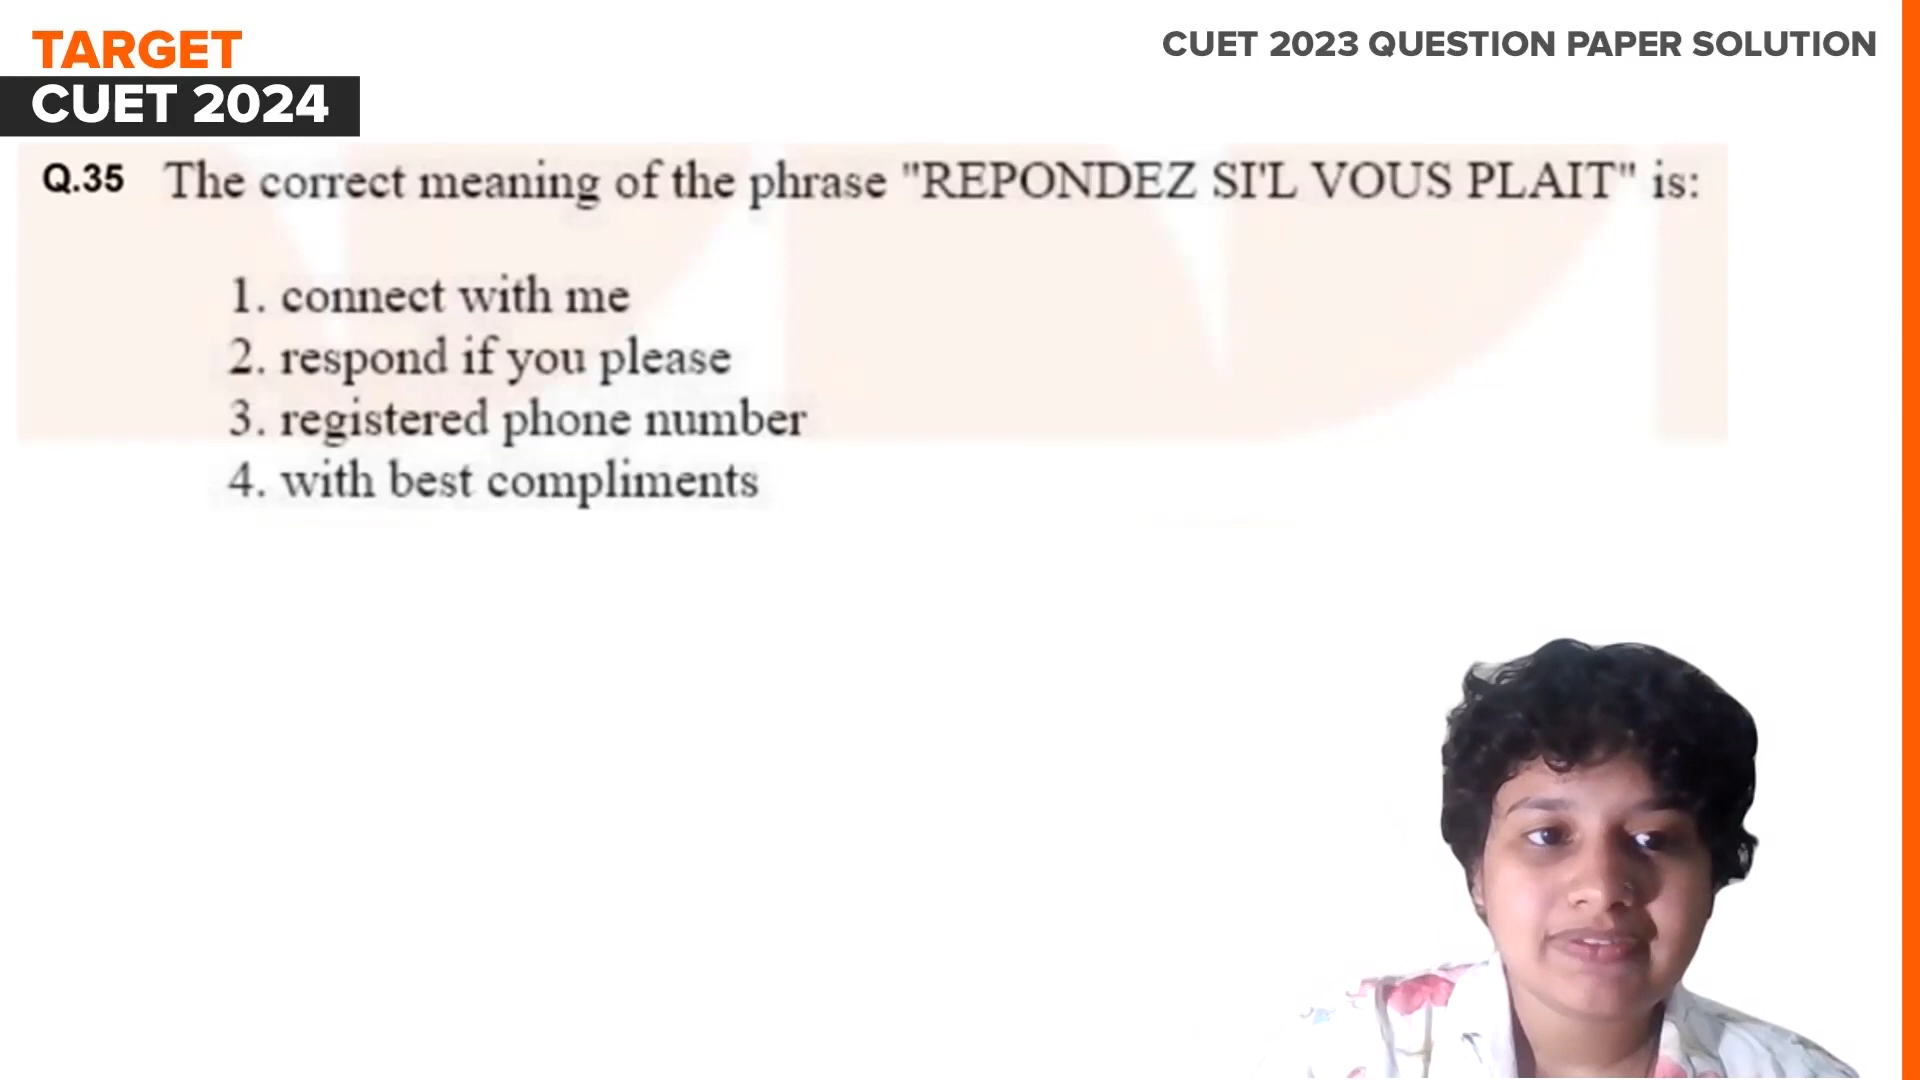 TARGET
CUET 2024
CUET 2023 QUESTION PAPER SOLUTION
Q.35 The correct meaning of the phrase "REPONDEZ SI'L VOUS PLAIT" is:
1. connect with me
2. respond if you please
3. registered phone number
4. with best compliments